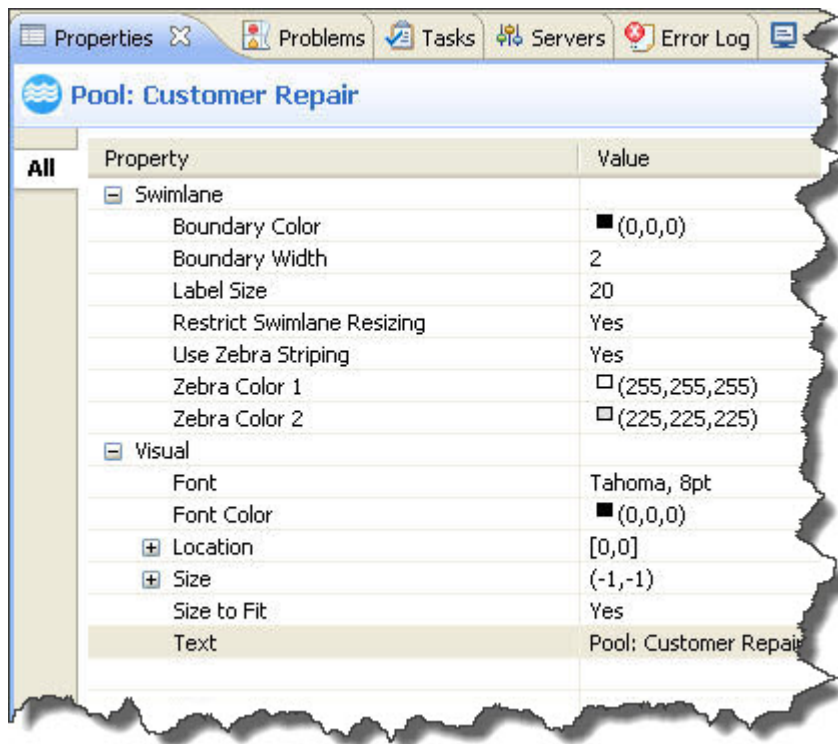 Properties Problems Tasks Servers Error Log
Pool: Customer Repair
All
Property Value
Swimlane
Boundary Color (0,0,0)
Boundary Width 2
Label Size 20
Restrict Swimlane Resizing Yes
Use Zebra Striping Yes
Zebra Color 1 (255,255,255)
Zebra Color 2 (225,225,225)
Visual
Font Tahoma, 8pt
Font Color (0,0,0)
Location [0,0]
Size (-1,-1)
Size to Fit Yes
Text Pool: Customer Repair